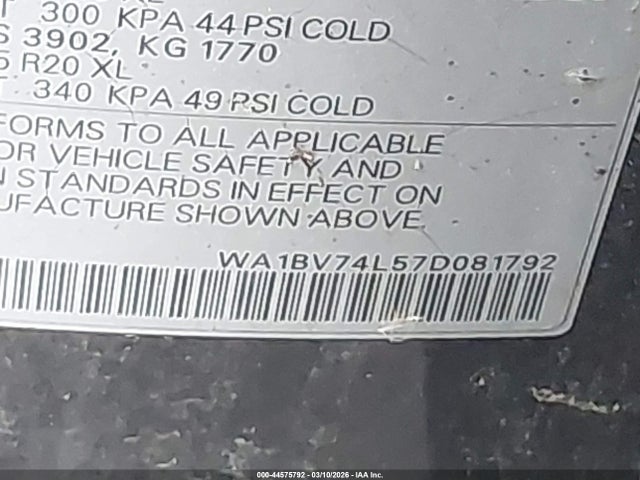 300 KPA 44 PSI COLD
3902, KG 1770
R20 XL
340 KPA 49 PSI COLD
FORMS TO ALL APPLICABLE
OR VEHICLE SAFETY AND
STANDARDS IN EFFECT ON
UFACTURE SHOWN ABOVE.
WA1BV74L57D081792
000-44575792 — 03/10/2026 — IAA Inc.